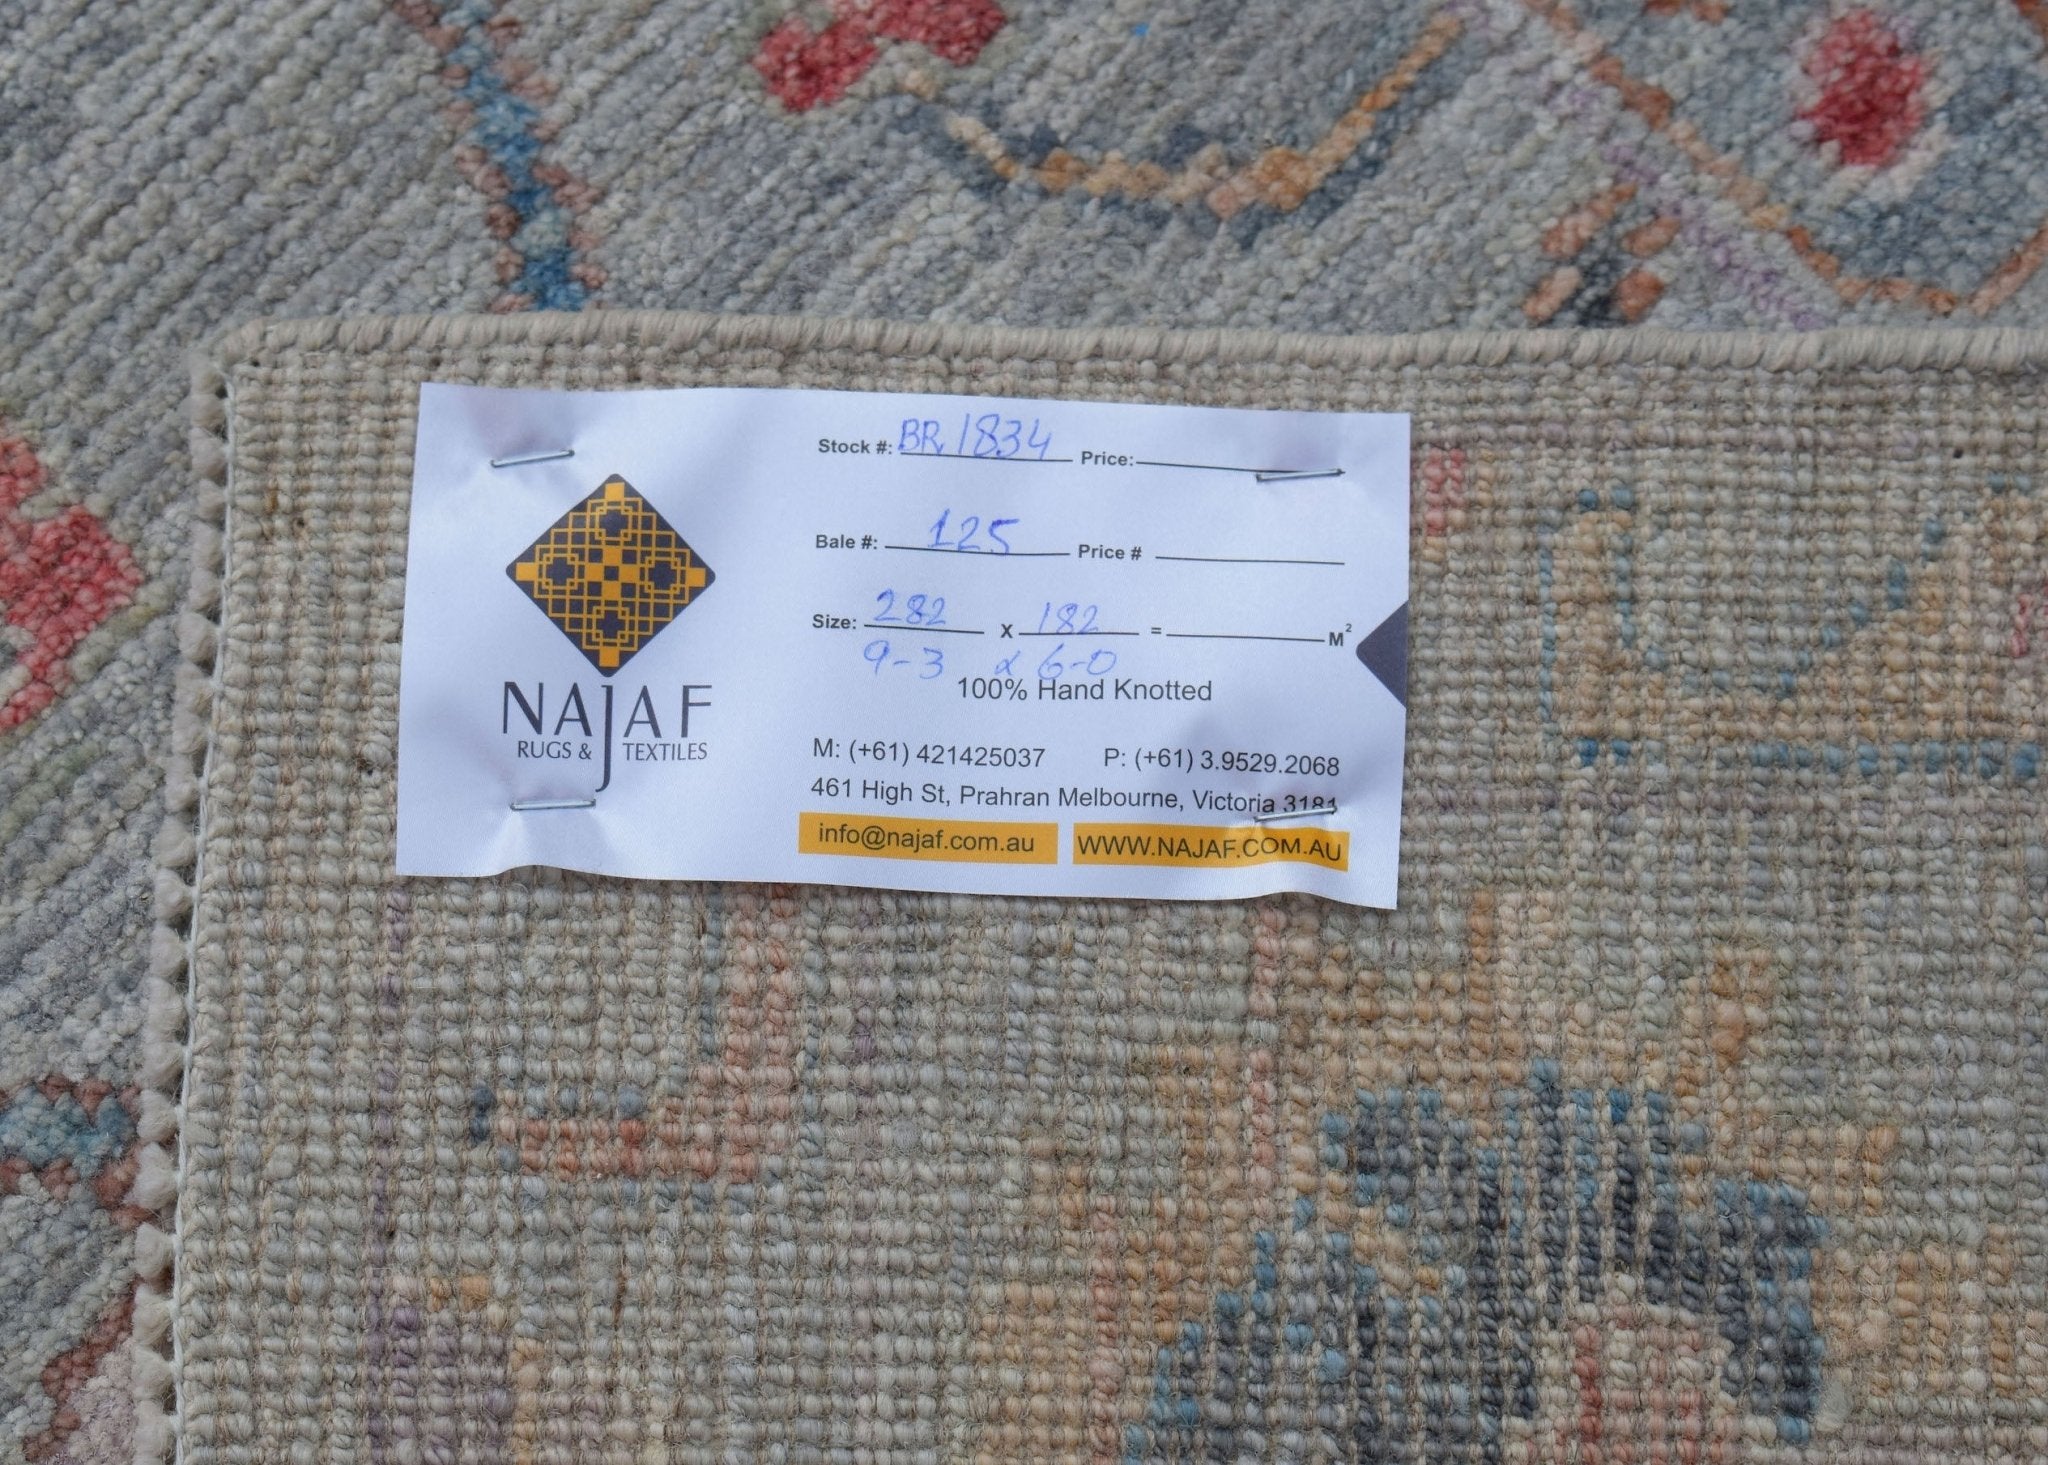 NAJAF
RUGS & TEXTILES
Stock #: BR 1834 Price:
Bale #: 125 Price #
Size: 282 X 182 = M²
9-3 x 6-0
100% Hand Knotted
M: (+61) 421425037 P: (+61) 3.9529.2068
461 High St, Prahran Melbourne, Victoria 3181
info@najaf.com.au WWW.NAJAF.COM.AU